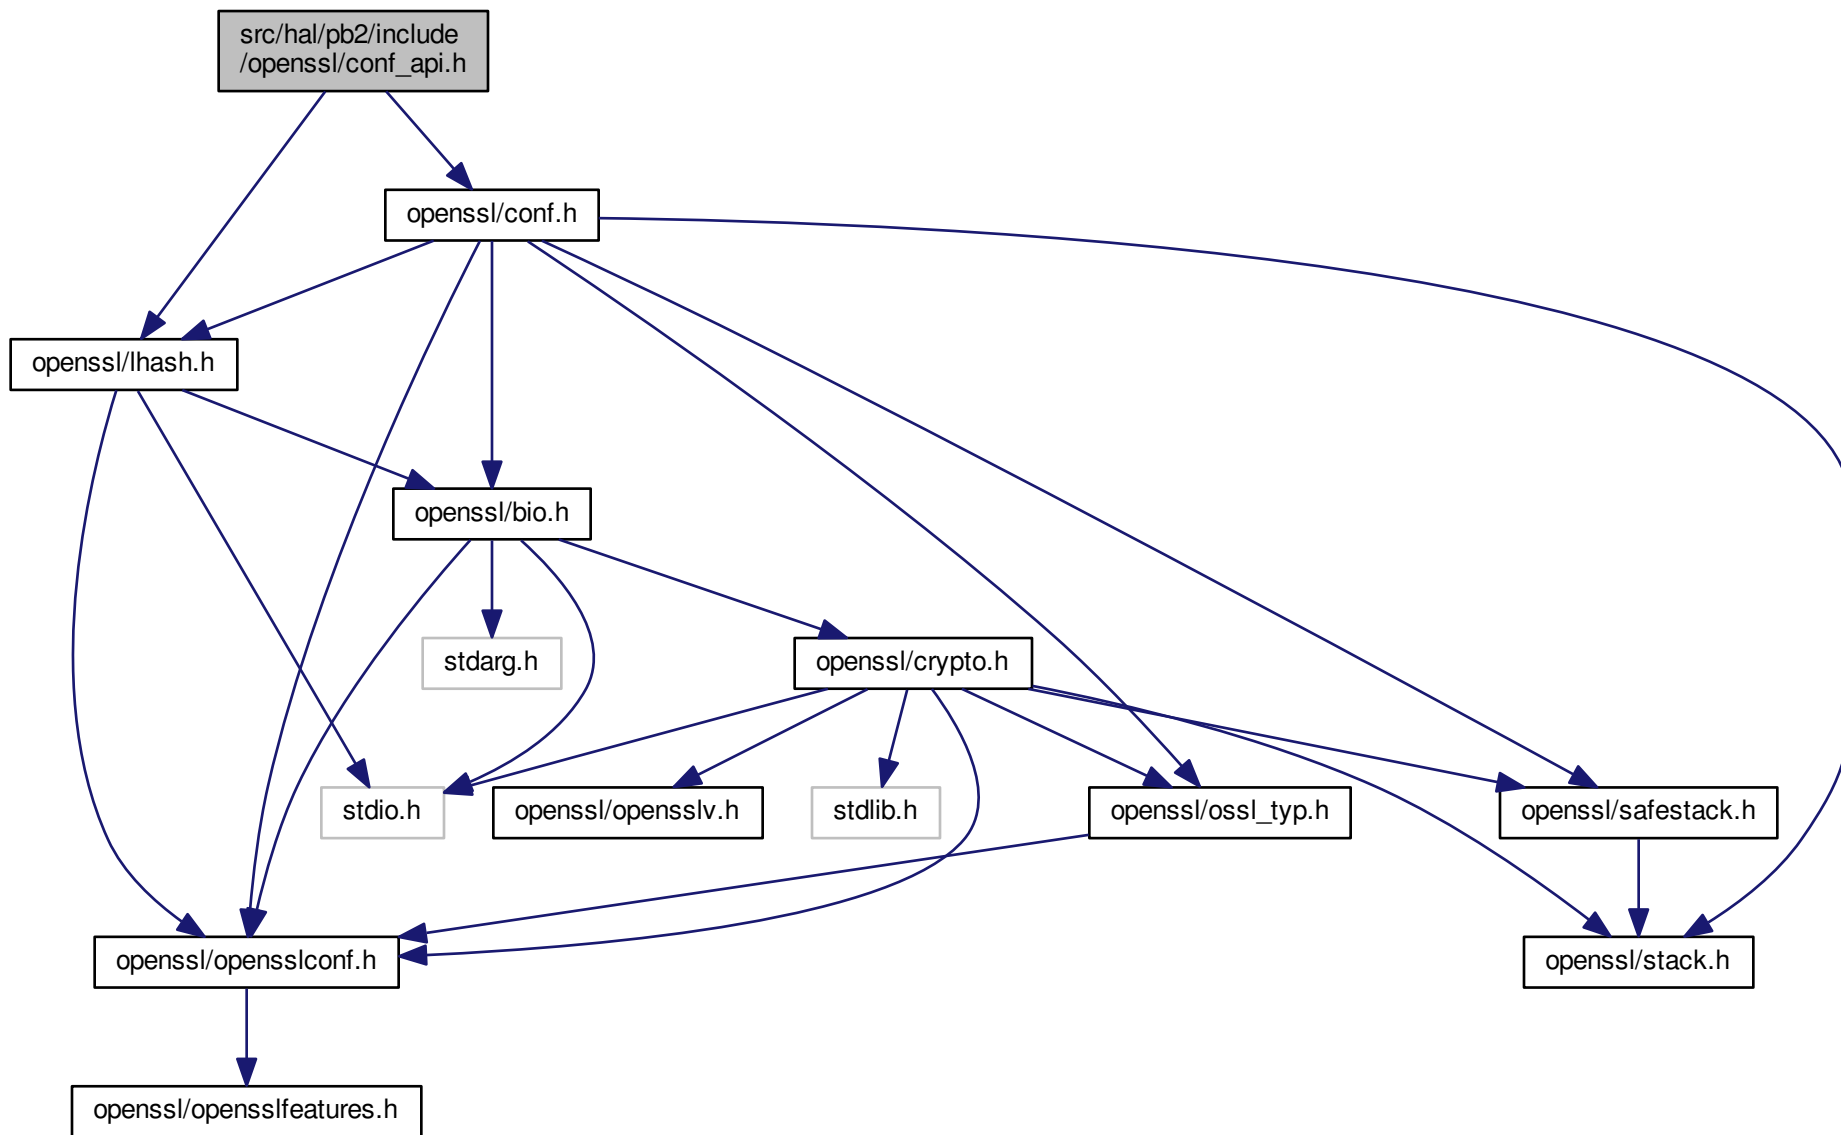 src/hal/pb2/include
/openssl/conf_api.h
openssl/conf.h
openssl/lhash.h
openssl/bio.h
stdarg.h
openssl/crypto.h
stdio.h
openssl/opensslv.h
stdlib.h
openssl/ossl_typ.h
openssl/safestack.h
openssl/opensslconf.h
openssl/stack.h
openssl/opensslfeatures.h